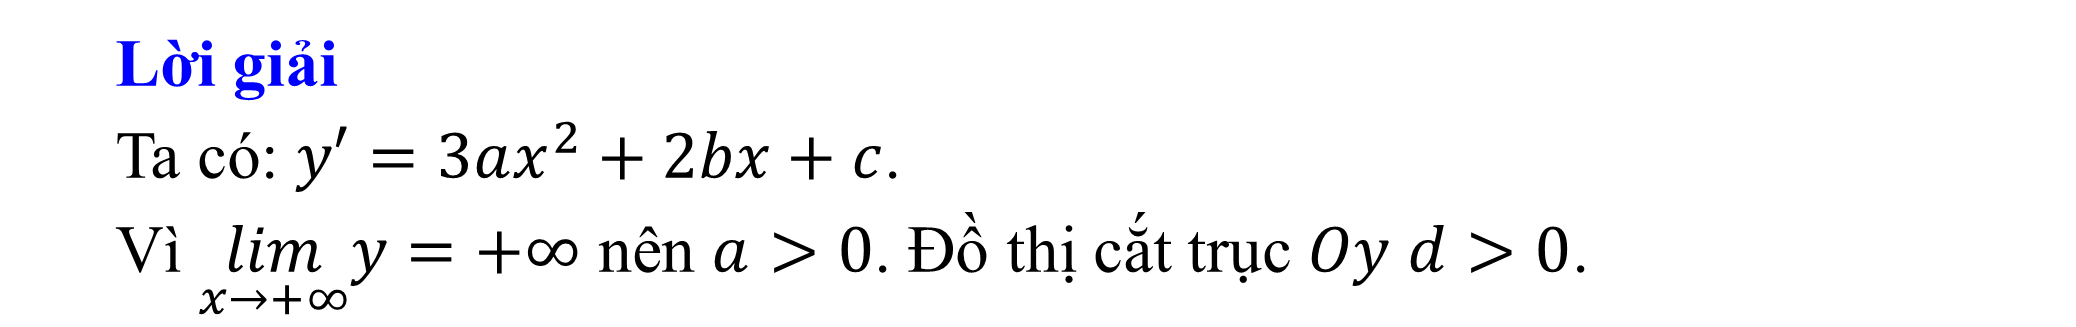 Lời giải
Ta có: y′ = 3ax² + 2bx + c.
Vì lim x→+∞ y = +∞ nên a > 0. Đồ thị cắt trục Oy d > 0.